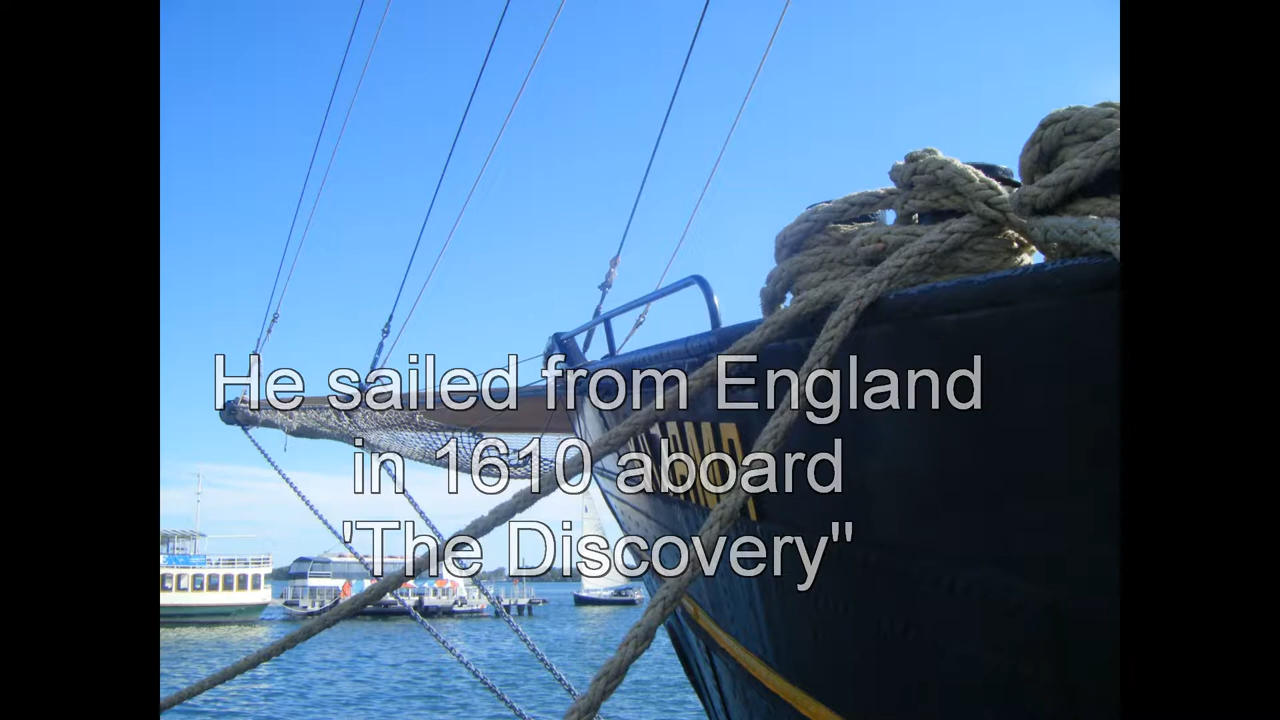 He sailed from England
in 1610 aboard
'The Discovery"